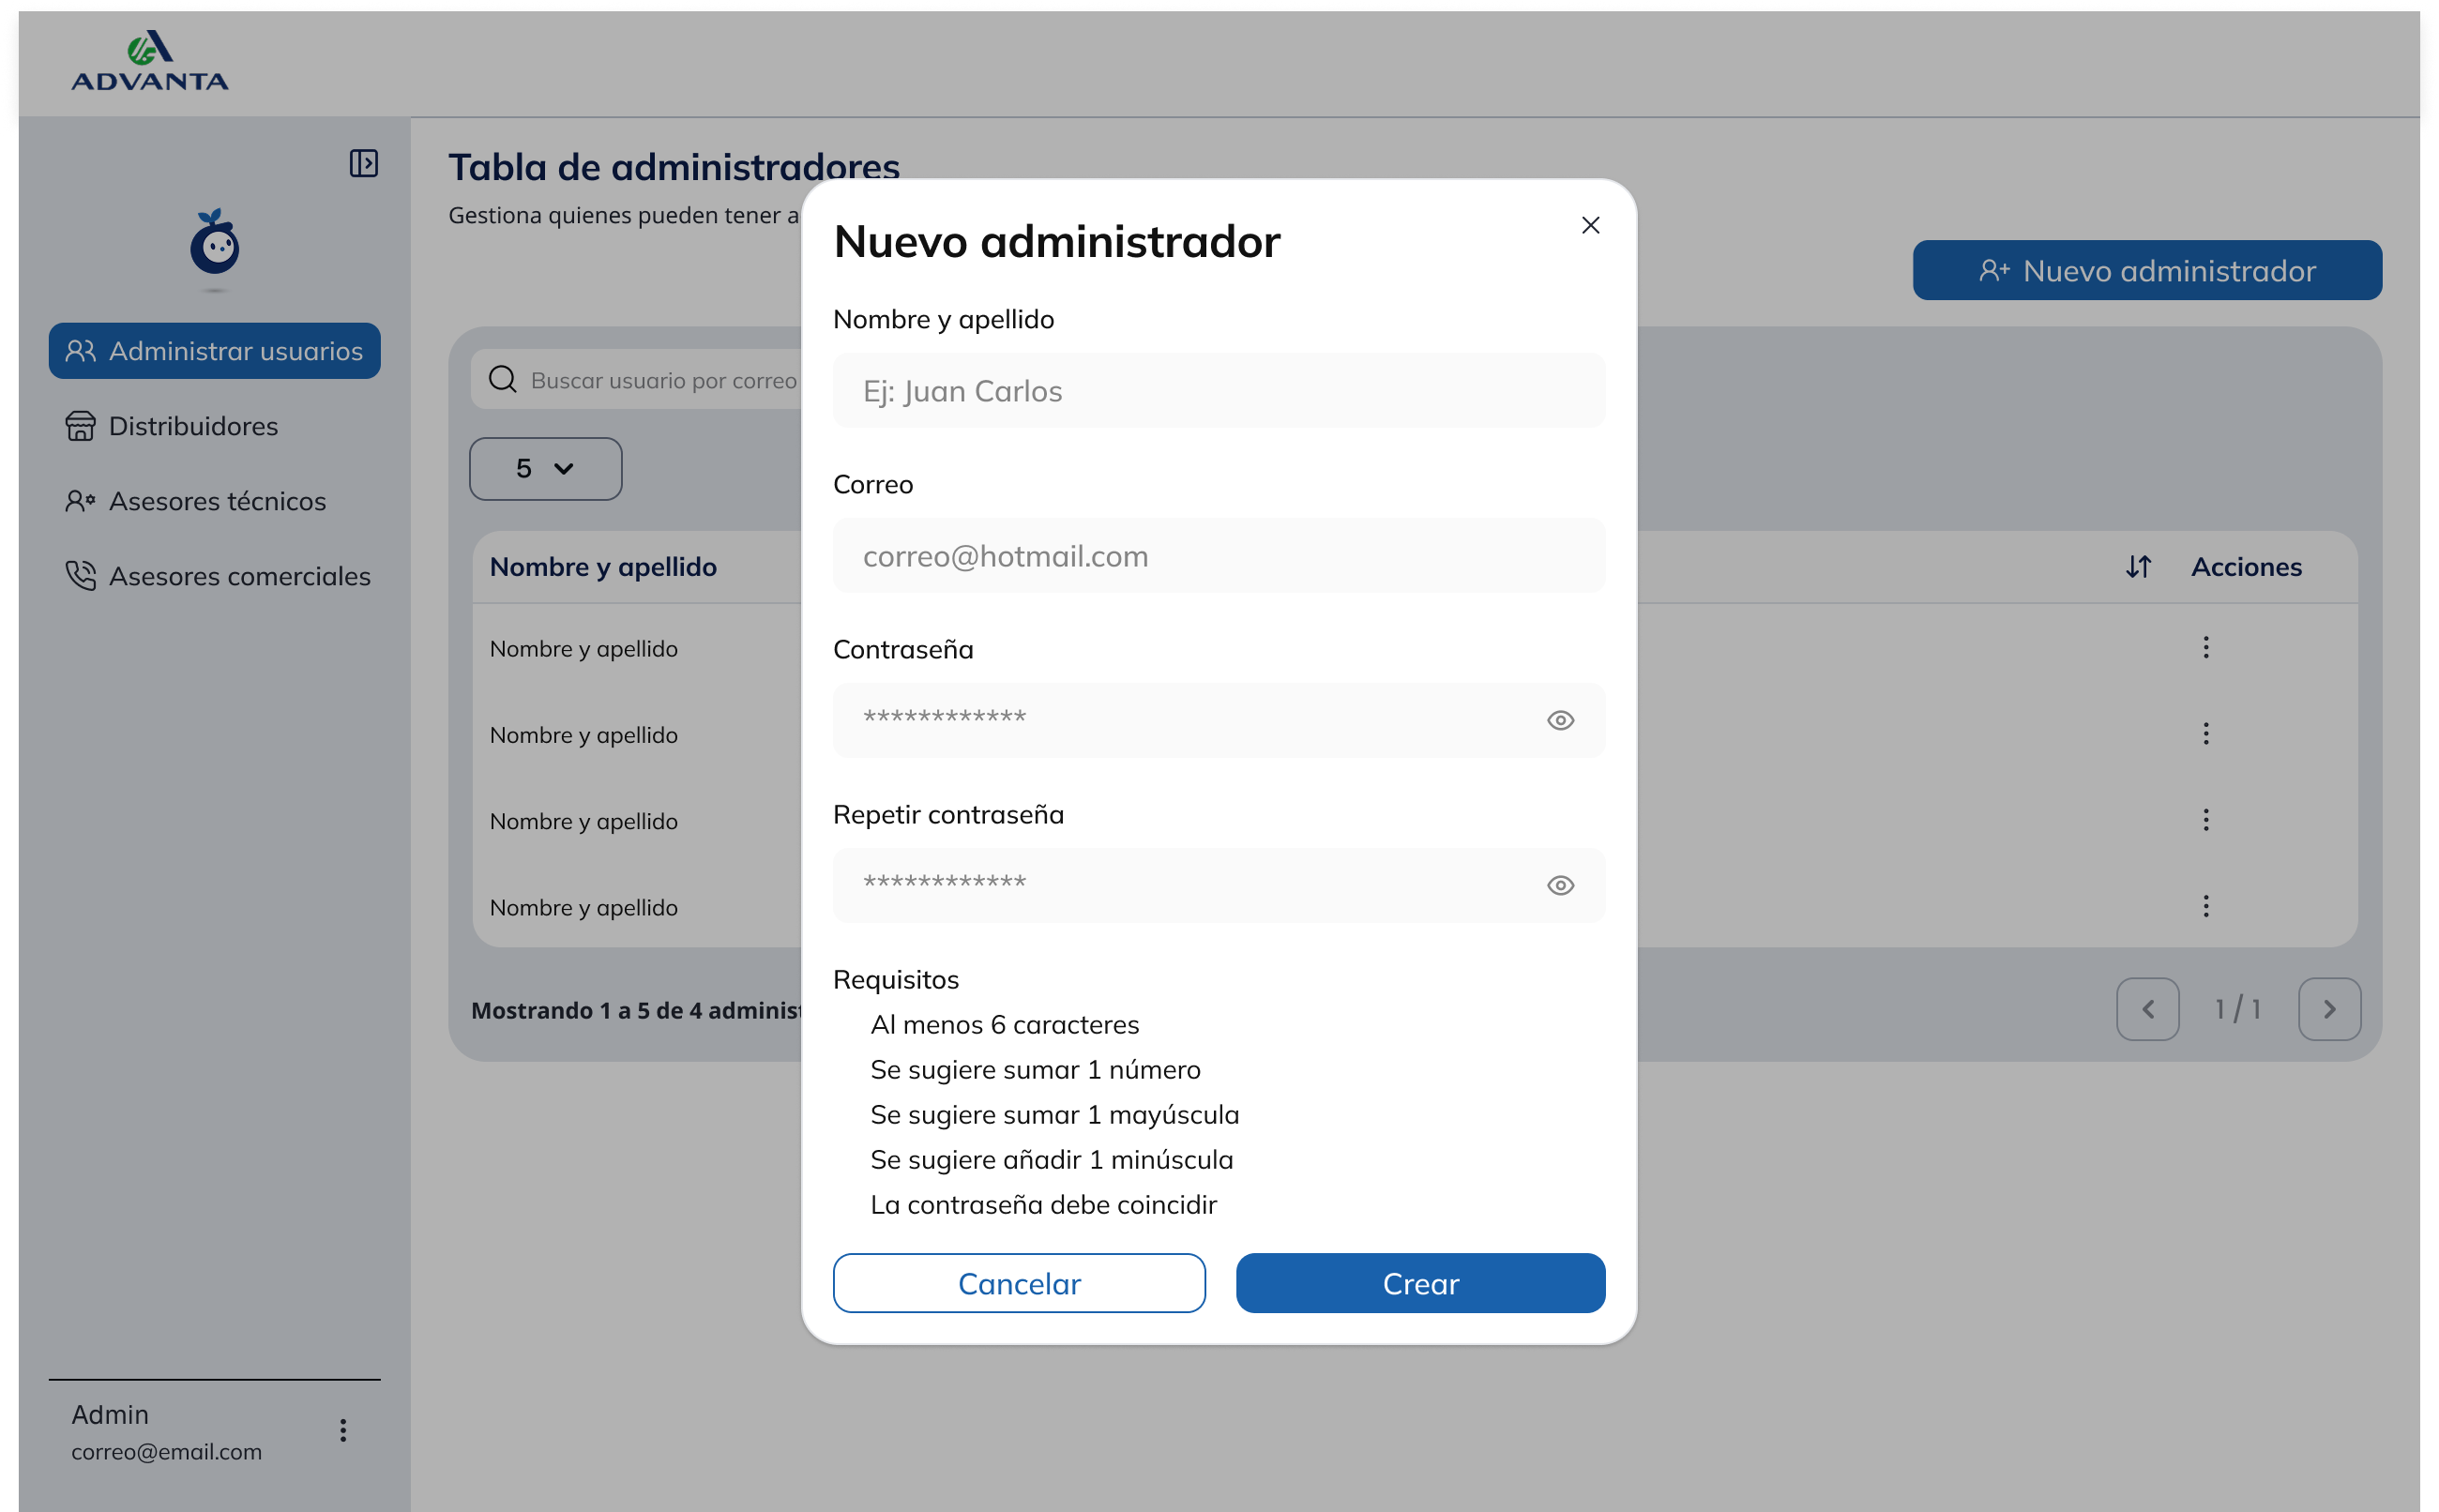 ADVANTA
Tabla de administradores
Gestiona quienes pueden tener a
Nuevo administrador
Administrar usuarios
Distribuidores
Asesores técnicos
Asesores comerciales
Buscar usuario por correo
5
Nombre y apellido
Acciones
Nombre y apellido
Nombre y apellido
Nombre y apellido
Nombre y apellido
Mostrando 1 a 5 de 4
1 / 1
Admin
correo@email.com
Nuevo administrador
Nombre y apellido
Ej: Juan Carlos
Correo
correo@hotmail.com
Contraseña
************
Repetir contraseña
************
Requisitos
Al menos 6 caracteres
Se sugiere sumar 1 número
Se sugiere sumar 1 mayúscula
Se sugiere añadir 1 minúscula
La contraseña debe coincidir
Cancelar
Crear